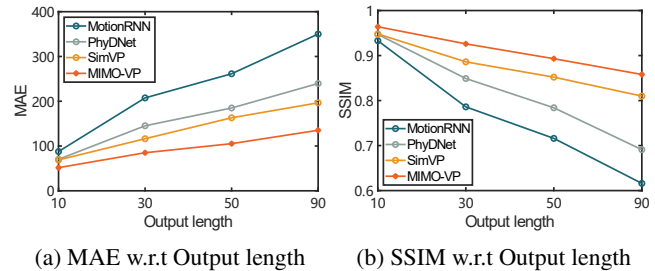 400
300
200
100
0
MAE
MotionRNN
PhyDNet
SimVP
MIMO-VP
10 30 50 90
Output length
(a) MAE w.r.t Output length
1
0.9
0.8
0.7
0.6
SSIM
MotionRNN
PhyDNet
SimVP
MIMO-VP
10 30 50 90
Output length
(b) SSIM w.r.t Output length